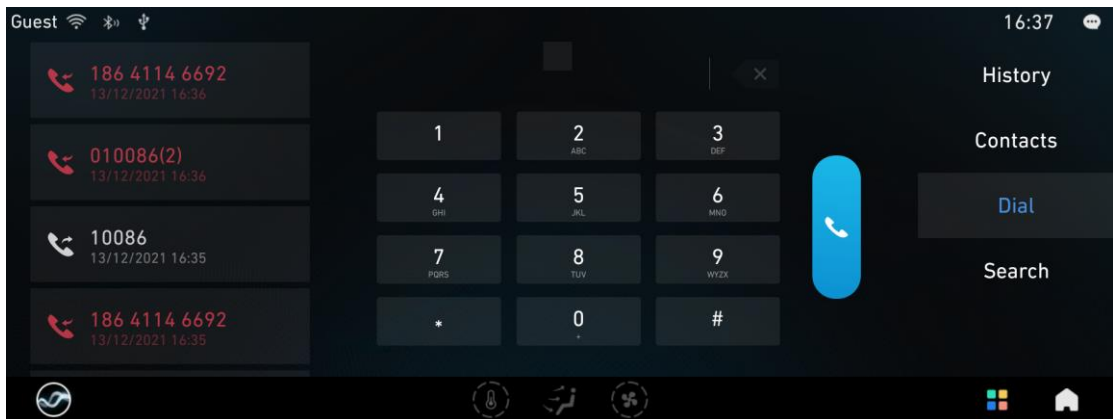 Guest
16:37
186 4114 6692
13/12/2021 16:36
010086(2)
13/12/2021 16:36
10086
13/12/2021 16:35
186 4114 6692
13/12/2021 16:35
1
2
ABC
3
DEF
4
GHI
5
JKL
6
MNO
7
PQRS
8
TUV
9
WYZX
*
0
+
#
History
Contacts
Dial
Search